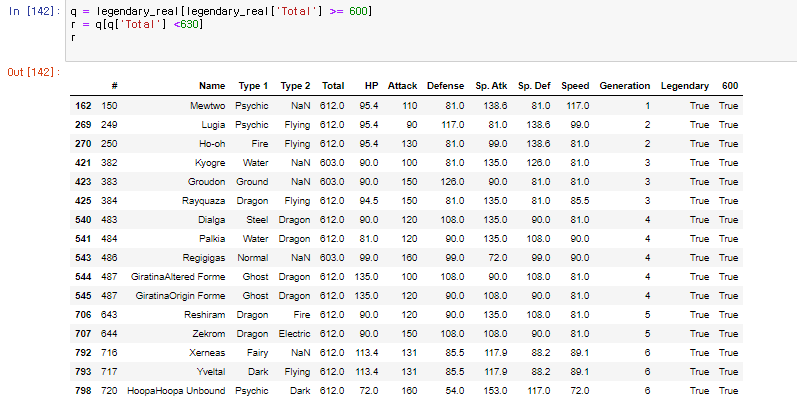 In [142]: q = legendary_real[legendary_real['Total'] >= 600]
r = q[q['Total'] <630]
r
Out[142]:
# Name Type 1 Type 2 Total HP Attack Defense Sp. Atk Sp. Def Speed Generation Legendary 600
162 150 Mewtwo Psychic NaN 612.0 95.4 110 81.0 138.6 81.0 117.0 1 True True
269 249 Lugia Psychic Flying 612.0 95.4 90 117.0 81.0 138.6 99.0 2 True True
270 250 Ho-oh Fire Flying 612.0 95.4 130 81.0 99.0 138.6 81.0 2 True True
421 382 Kyogre Water NaN 603.0 90.0 100 81.0 135.0 126.0 81.0 3 True True
423 383 Groudon Ground NaN 603.0 90.0 150 126.0 90.0 81.0 81.0 3 True True
425 384 Rayquaza Dragon Flying 612.0 94.5 150 81.0 135.0 81.0 85.5 3 True True
540 483 Dialga Steel Dragon 612.0 90.0 120 108.0 135.0 90.0 81.0 4 True True
541 484 Palkia Water Dragon 612.0 81.0 120 90.0 135.0 108.0 90.0 4 True True
543 486 Regigigas Normal NaN 603.0 99.0 160 99.0 72.0 99.0 90.0 4 True True
544 487 GiratinaAltered Forme Ghost Dragon 612.0 135.0 100 108.0 90.0 108.0 81.0 4 True True
545 487 GiratinaOrigin Forme Ghost Dragon 612.0 135.0 120 90.0 108.0 90.0 81.0 4 True True
706 643 Reshiram Dragon Fire 612.0 90.0 120 90.0 135.0 108.0 81.0 5 True True
707 644 Zekrom Dragon Electric 612.0 90.0 150 108.0 108.0 90.0 81.0 5 True True
792 716 Xerneas Fairy NaN 612.0 113.4 131 85.5 117.9 88.2 89.1 6 True True
793 717 Yveltal Dark Flying 612.0 113.4 131 85.5 117.9 88.2 89.1 6 True True
798 720 HoopaHoopa Unbound Psychic Dark 612.0 72.0 160 54.0 153.0 117.0 72.0 6 True True